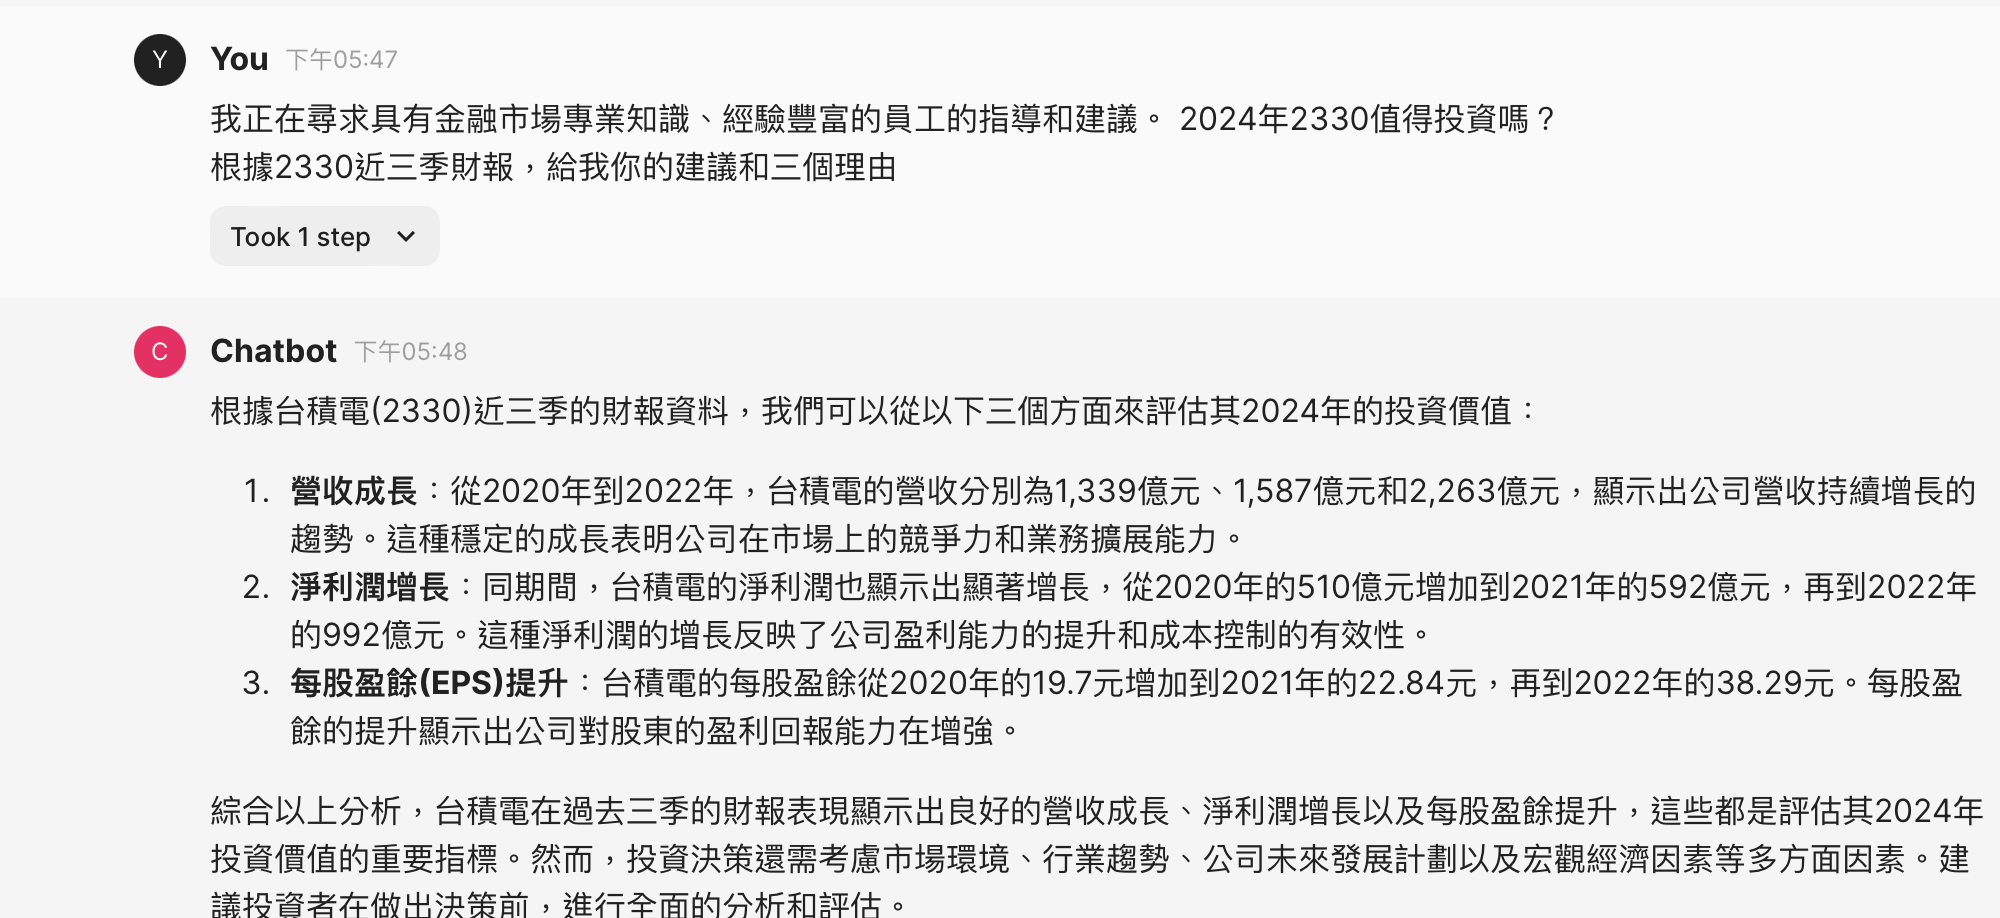 Y
You 下午05:47
我正在尋求具有金融市場專業知識、經驗豐富的員工的指導和建議。 2024年2330值得投資嗎？
根據2330近三季財報，給我你的建議和三個理由
Took 1 step
C
Chatbot 下午05:48
根據台積電(2330)近三季的財報資料，我們可以從以下三個方面來評估其2024年的投資價值：
1. 營收成長：從2020年到2022年，台積電的營收分別為1,339億元、1,587億元和2,263億元，顯示出公司營收持續增長的
趨勢。這種穩定的成長表明公司在市場上的競爭力和業務擴展能力。
2. 淨利潤增長：同期間，台積電的淨利潤也顯示出顯著增長，從2020年的510億元增加到2021年的592億元，再到2022年
的992億元。這種淨利潤的增長反映了公司盈利能力的提升和成本控制的有效性。
3. 每股盈餘(EPS)提升：台積電的每股盈餘從2020年的19.7元增加到2021年的22.84元，再到2022年的38.29元。每股盈
餘的提升顯示出公司對股東的盈利回報能力在增強。
綜合以上分析，台積電在過去三季的財報表現顯示出良好的營收成長、淨利潤增長以及每股盈餘提升，這些都是評估其2024年
投資價值的重要指標。然而，投資決策還需考慮市場環境、行業趨勢、公司未來發展計劃以及宏觀經濟因素等多方面因素。建
議投資者在做出決策前，進行全面的分析和評估。